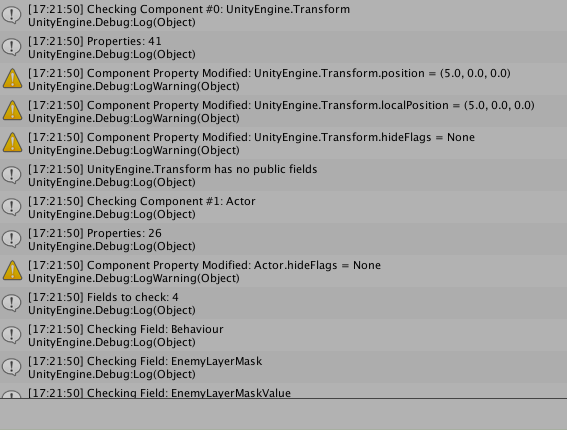 [17:21:50] Checking Component #0: UnityEngine.Transform
UnityEngine.Debug:Log(Object)
[17:21:50] Properties: 41
UnityEngine.Debug:Log(Object)
[17:21:50] Component Property Modified: UnityEngine.Transform.position = (5.0, 0.0, 0.0)
UnityEngine.Debug:LogWarning(Object)
[17:21:50] Component Property Modified: UnityEngine.Transform.localPosition = (5.0, 0.0, 0.0)
UnityEngine.Debug:LogWarning(Object)
[17:21:50] Component Property Modified: UnityEngine.Transform.hideFlags = None
UnityEngine.Debug:LogWarning(Object)
[17:21:50] UnityEngine.Transform has no public fields
UnityEngine.Debug:Log(Object)
[17:21:50] Checking Component #1: Actor
UnityEngine.Debug:Log(Object)
[17:21:50] Properties: 26
UnityEngine.Debug:Log(Object)
[17:21:50] Component Property Modified: Actor.hideFlags = None
UnityEngine.Debug:LogWarning(Object)
[17:21:50] Fields to check: 4
UnityEngine.Debug:Log(Object)
[17:21:50] Checking Field: Behaviour
UnityEngine.Debug:Log(Object)
[17:21:50] Checking Field: EnemyLayerMask
UnityEngine.Debug:Log(Object)
[17:21:50] Checking Field: EnemyLayerMaskValue